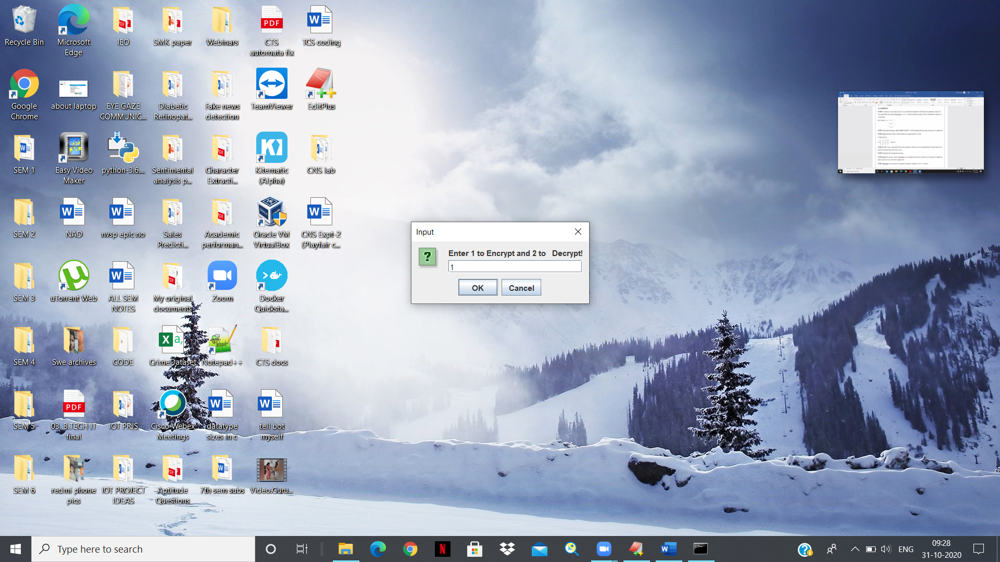 Recycle Bin
Microsoft
Edge
IEO
SMK paper
Webinars
PDF
CTS
automata fix
W
TCS coding
Google
Chrome
about laptop
EYE GAZE
COMMUNIC...
Diabetic
Retinopat...
Fake news
detection
TeamViewer
EditPlus
SEM 1
Easy Video
Maker
python-3.6....
Sentimental
analysis p...
Character
Extracti...
Kitematic
(Alpha)
CNS lab
SEM 2
NAD
nvsp epic no
Sales
Predicti...
Academic
performan...
Oracle VM
VirtualBox
CNS Expt-2
(Playfair c...
Input
Enter 1 to Encrypt and 2 to   Decrypt!
1
OK
Cancel
SEM 3
uTorrent Web
ALL SEM
NOTES
My original
documents
Zoom
Docker
Quicksta...
SEM 4
Swe archives
CODE
CrimeDataset
Notepad++
CTS docs
SEM 5
PDF
03. B.TECH IT
final
IOT PRJS
Cisco Webex
Meetings
datatype
sizes in c
tell bot
myself
SEM 6
redmi phone
pics
IOT PROJECT
IDEAS
Aptitude
Questions
7th sem subs
Video.Guru...
Type here to search
ENG
09:28
31-10-2020